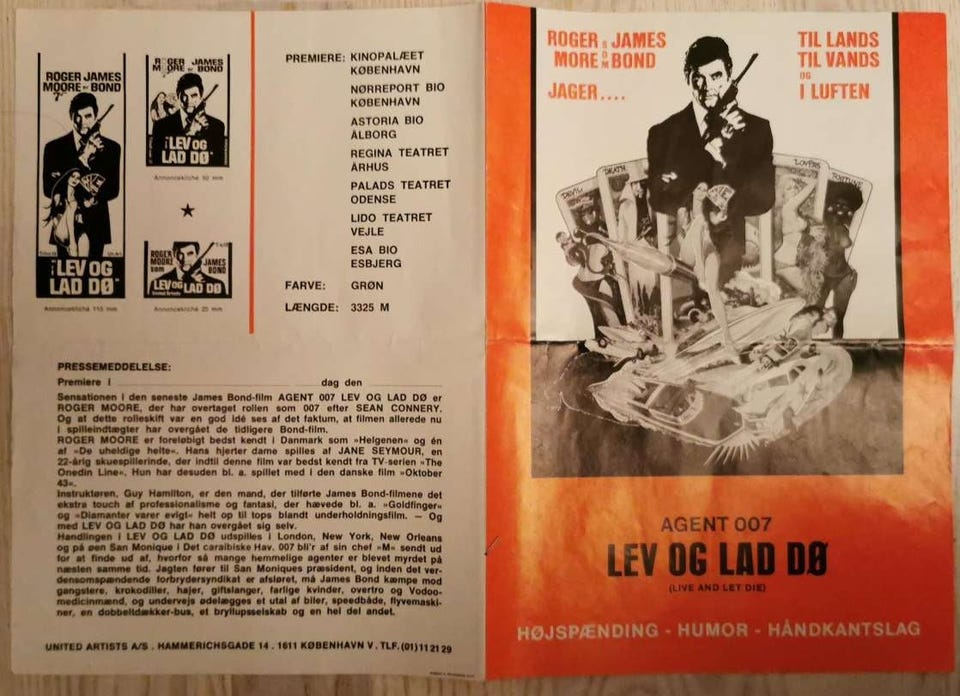 ROGER JAMES
MOORE BOND
LEV OG
LAD DØ
Annoncekliche 115 mm
ROGER JAMES
MOORE BOND
LEV OG
LAD DØ
Annoncekliche 50 mm
ROGER
MOORE JAMES
som BOND
LEV OG LAD DØ
Annoncekliche 25 mm
PREMIERE: KINOPALÆET
KØBENHAVN
NØRREPORT BIO
KØBENHAVN
ASTORIA BIO
ÅLBORG
REGINA TEATRET
ÅRHUS
PALADS TEATRET
ODENSE
LIDO TEATRET
VEJLE
ESA BIO
ESBJERG
FARVE: GRØN
LÆNGDE: 3325 M
PRESSEMEDDELELSE:
Premiere i dag den
Sensationen i den seneste James Bond-film AGENT 007 LEV OG LAD DØ er
ROGER MOORE, der har overtaget rollen som 007 efter SEAN CONNERY.
Og at dette rolleskift var en god idé ses af det faktum, at filmen allerede nu
i spilleindtægter har overgået de tidligere Bond-film.
ROGER MOORE er foreløbigt bedst kendt i Danmark som »Helgenen« og én
af »De uheldige helte«. Hans hjerter dame spilles af JANE SEYMOUR, en
22-årig skuespillerinde, der indtil denne film var bedst kendt fra TV-serien »The
Onedin Line«. Hun har desuden bl. a. spillet med i den danske film »Oktober
43«.
Instruktøren, Guy Hamilton, er den mand, der tilførte James Bond-filmene det
ekstra touch af professionalisme og fantasi, der hævede bl. a. »Goldfinger«
og »Diamanter varer evigt« helt op til tops blandt underholdningsfilm. — Og
med LEV OG LAD DØ har han overgået sig selv.
Handlingen i LEV OG LAD DØ udspilles i London, New York, New Orleans
og på øen San Monique i Det caraibiske Hav. 007 bli'r af sin chef »M« sendt ud
for at finde ud af, hvorfor så mange hemmelige agenter er blevet myrdet på
næsten samme tid. Jagten fører til San Moniques præsident, og inden det ver-
densomspændende forbrydersyndikat er afsløret, må James Bond kæmpe mod
gangstere, krokodiller, hajer, giftslanger, farlige kvinder, overtro og Vodoo-
medicinmænd, og undervejs ødelægges et utal af biler, speedbåde, flyvemaski-
ner, en dobbeltdækker-bus, et bryllupsselskab og en hel del andet.
UNITED ARTISTS A/S . HAMMERICHSGADE 14 . 1611 KØBENHAVN V . TLF. (01) 11 21 29
ROGER SOM JAMES
MOORE BOND
JAGER....
TIL LANDS
TIL VANDS
OG
I LUFTEN
DEVIL
DEATH
LOVERS
FORTUNE
AGENT 007
LEV OG LAD DØ
(LIVE AND LET DIE)
HØJSPÆNDING - HUMOR - HÅNDKANTSLAG